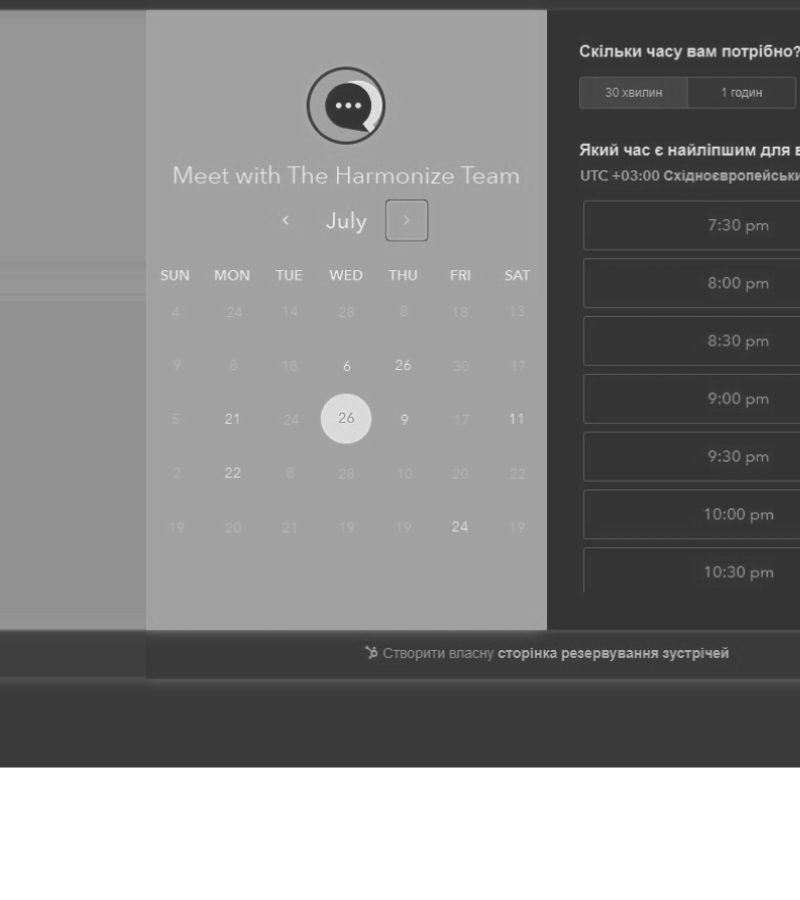 Meet with The Harmonize Team
July
SUN MON TUE WED THU FRI SAT
4 24 14 28 8 18 13
9 8 18 6 26 30 17
5 21 24 26 9 17 11
2 22 8 28 10 20 22
19 20 21 19 19 24 19
Скільки часу вам потрібно?
30 хвилин 1 годин
Який час є найліпшим для
UTC +03:00
7:30 pm
8:00 pm
8:30 pm
9:00 pm
9:30 pm
10:00 pm
10:30 pm
Створити власну сторінка резервування зустрічей